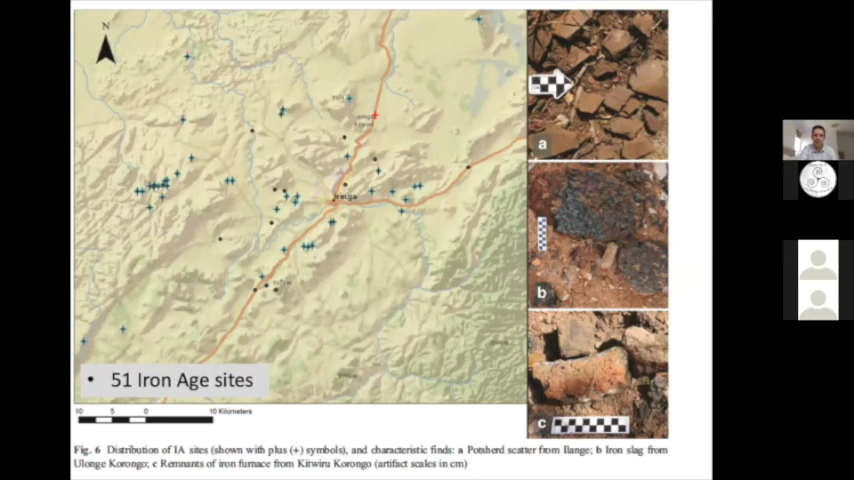 N
Iringa
a
b
c
• 51 Iron Age sites
10 5 0 10 Kilometers
Fig. 6 Distribution of IA sites (shown with plus (+) symbols), and characteristic finds: a Potsherd scatter from Ilange; b Iron slag from
Ulonge Korongo; c Remnants of iron furnace from Kitwiru Korongo (artifact scales in cm)